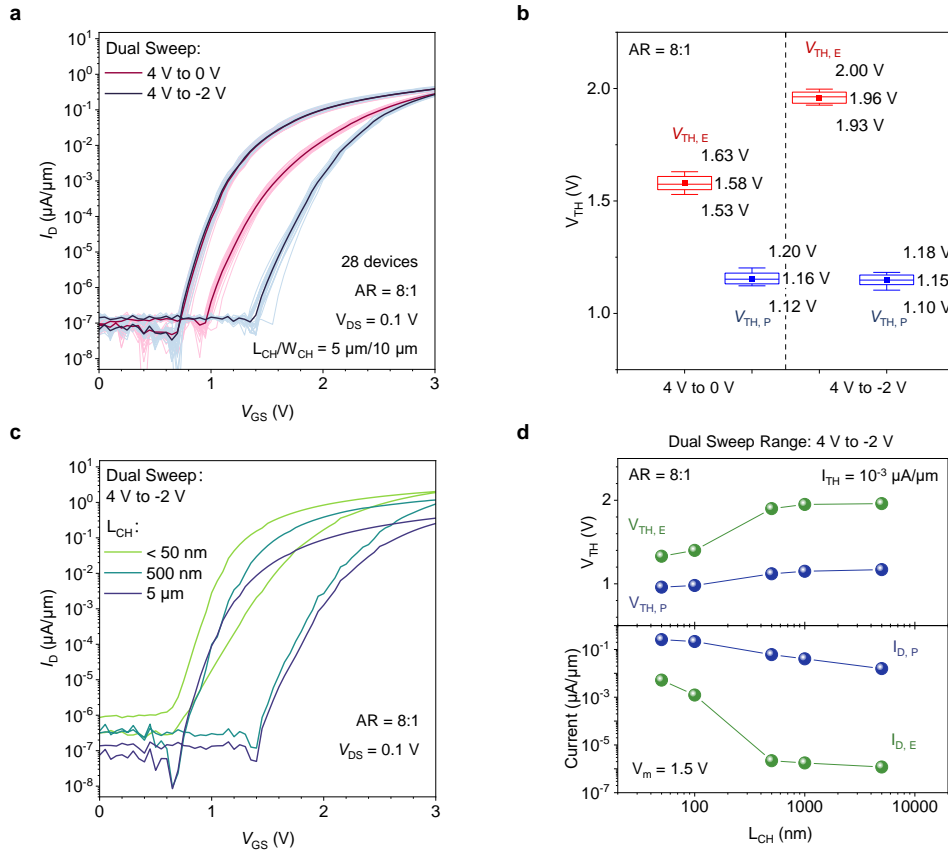 a
Dual Sweep:
4 V to 0 V
4 V to -2 V
28 devices
AR = 8:1
V_DS = 0.1 V
L_CH/W_CH = 5 µm/10 µm
10^1
10^0
10^-1
10^-2
10^-3
10^-4
10^-5
10^-6
10^-7
10^-8
I_D (µA/µm)
0
1
2
3
V_GS (V)
b
AR = 8:1
V_TH, E
2.00 V
1.96 V
1.93 V
V_TH, E
1.63 V
1.58 V
1.53 V
1.20 V
1.16 V
1.12 V
V_TH, P
1.18 V
1.15
1.10 V
V_TH, P
2.0
1.5
1.0
V_TH (V)
4 V to 0 V
4 V to -2 V
c
Dual Sweep:
4 V to -2 V
L_CH:
< 50 nm
500 nm
5 µm
AR = 8:1
V_DS = 0.1 V
10^2
10^1
10^0
10^-1
10^-2
10^-3
10^-4
10^-5
10^-6
10^-7
10^-8
I_D (µA/µm)
0
1
2
3
V_GS (V)
d
Dual Sweep Range: 4 V to -2 V
AR = 8:1
I_TH = 10^-3 µA/µm
V_TH, E
V_TH, P
2
1
V_TH (V)
I_D, P
I_D, E
V_m = 1.5 V
10^-1
10^-3
10^-5
10^-7
Current (µA/µm)
100
1000
10000
L_CH (nm)